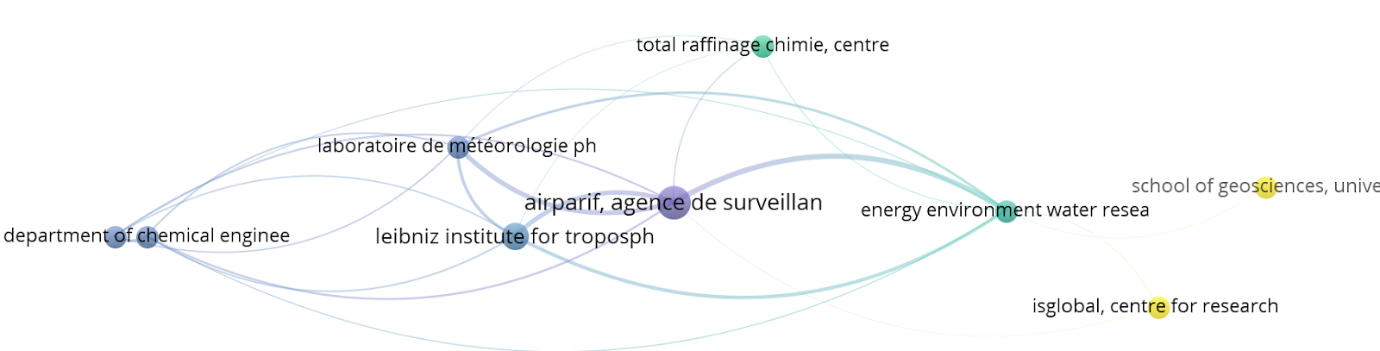 total raffinage chimie, centre
laboratoire de météorologie ph
school of geosciences, unive
airparif, agence de surveillan
energy environment water resea
department of chemical enginee
leibniz institute for troposph
isglobal, centre for research